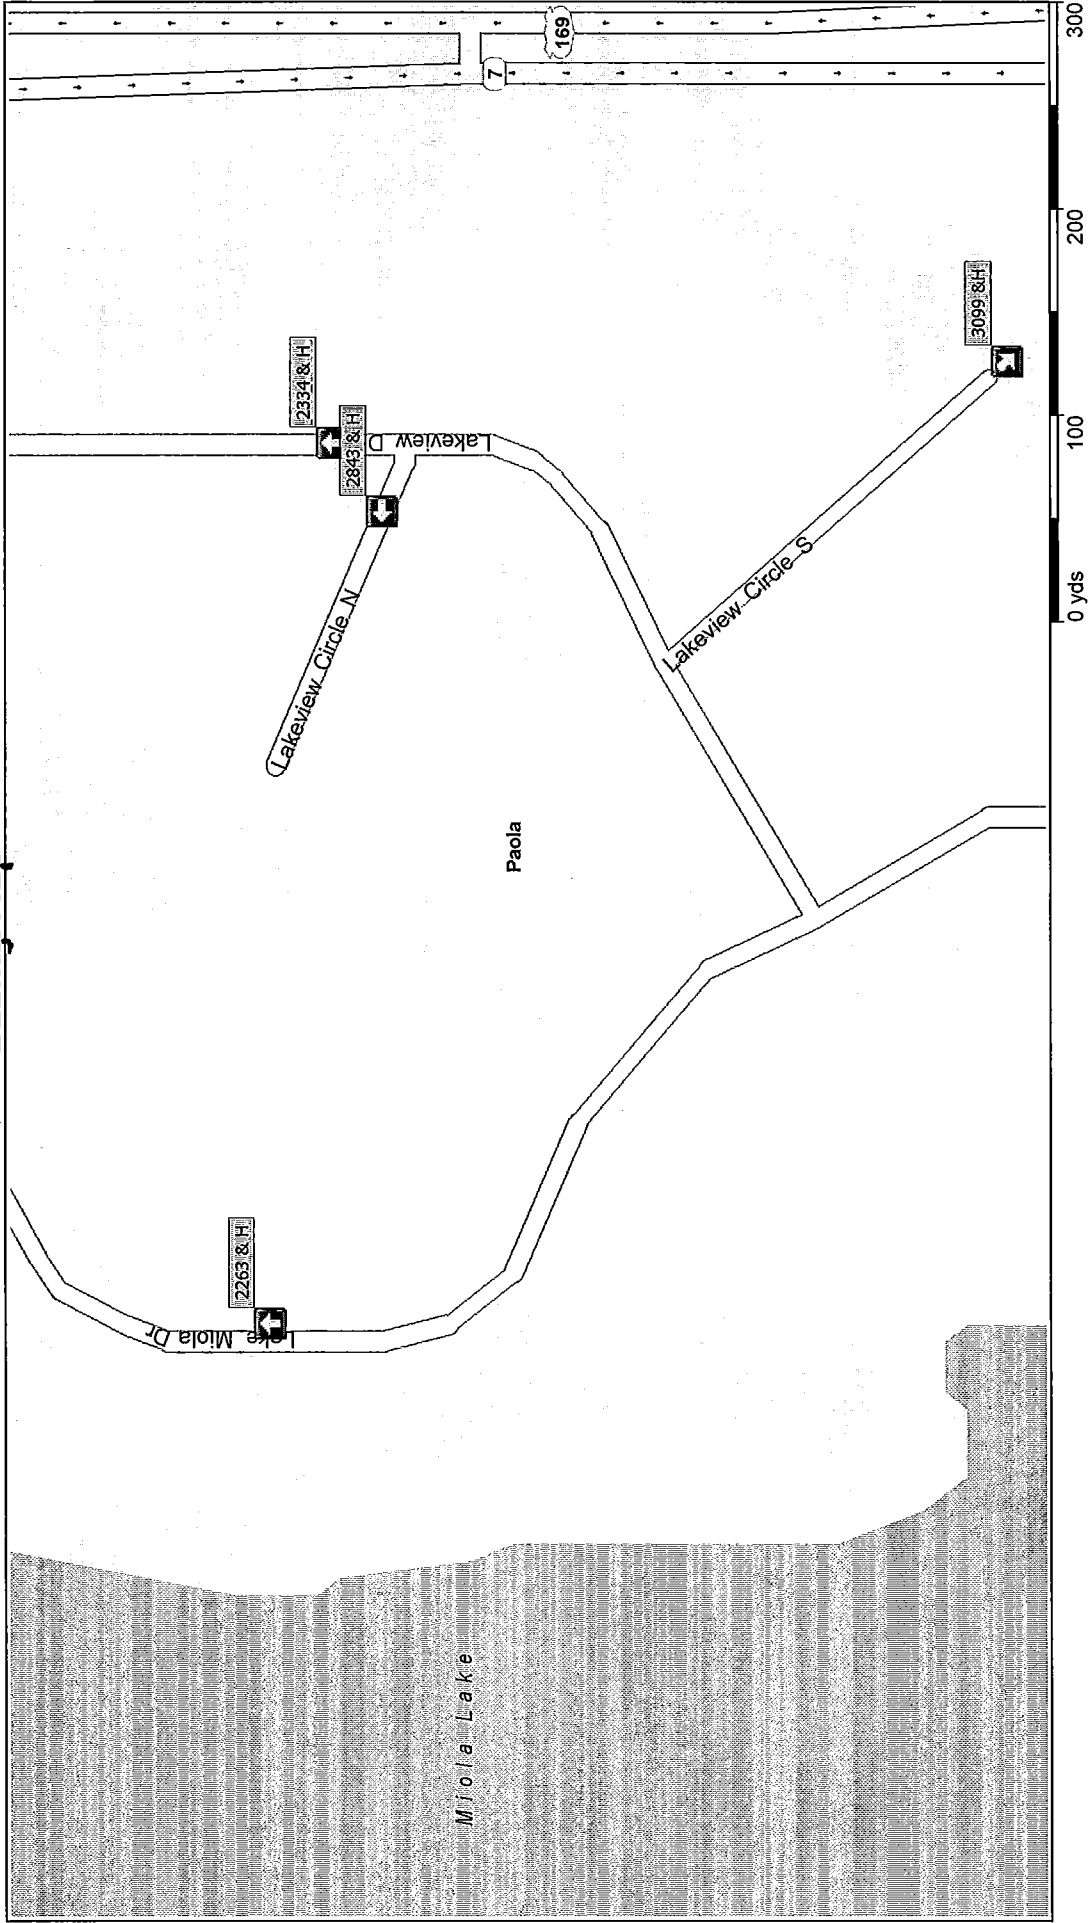 Miola Lake
Lake Miola Dr
2263 & H
Paola
Lakeview Circle N
2843 & H
2334 & H
Lakeview D
Lakeview Circle S
3099 & H
7
169
0 yds
100
200
300